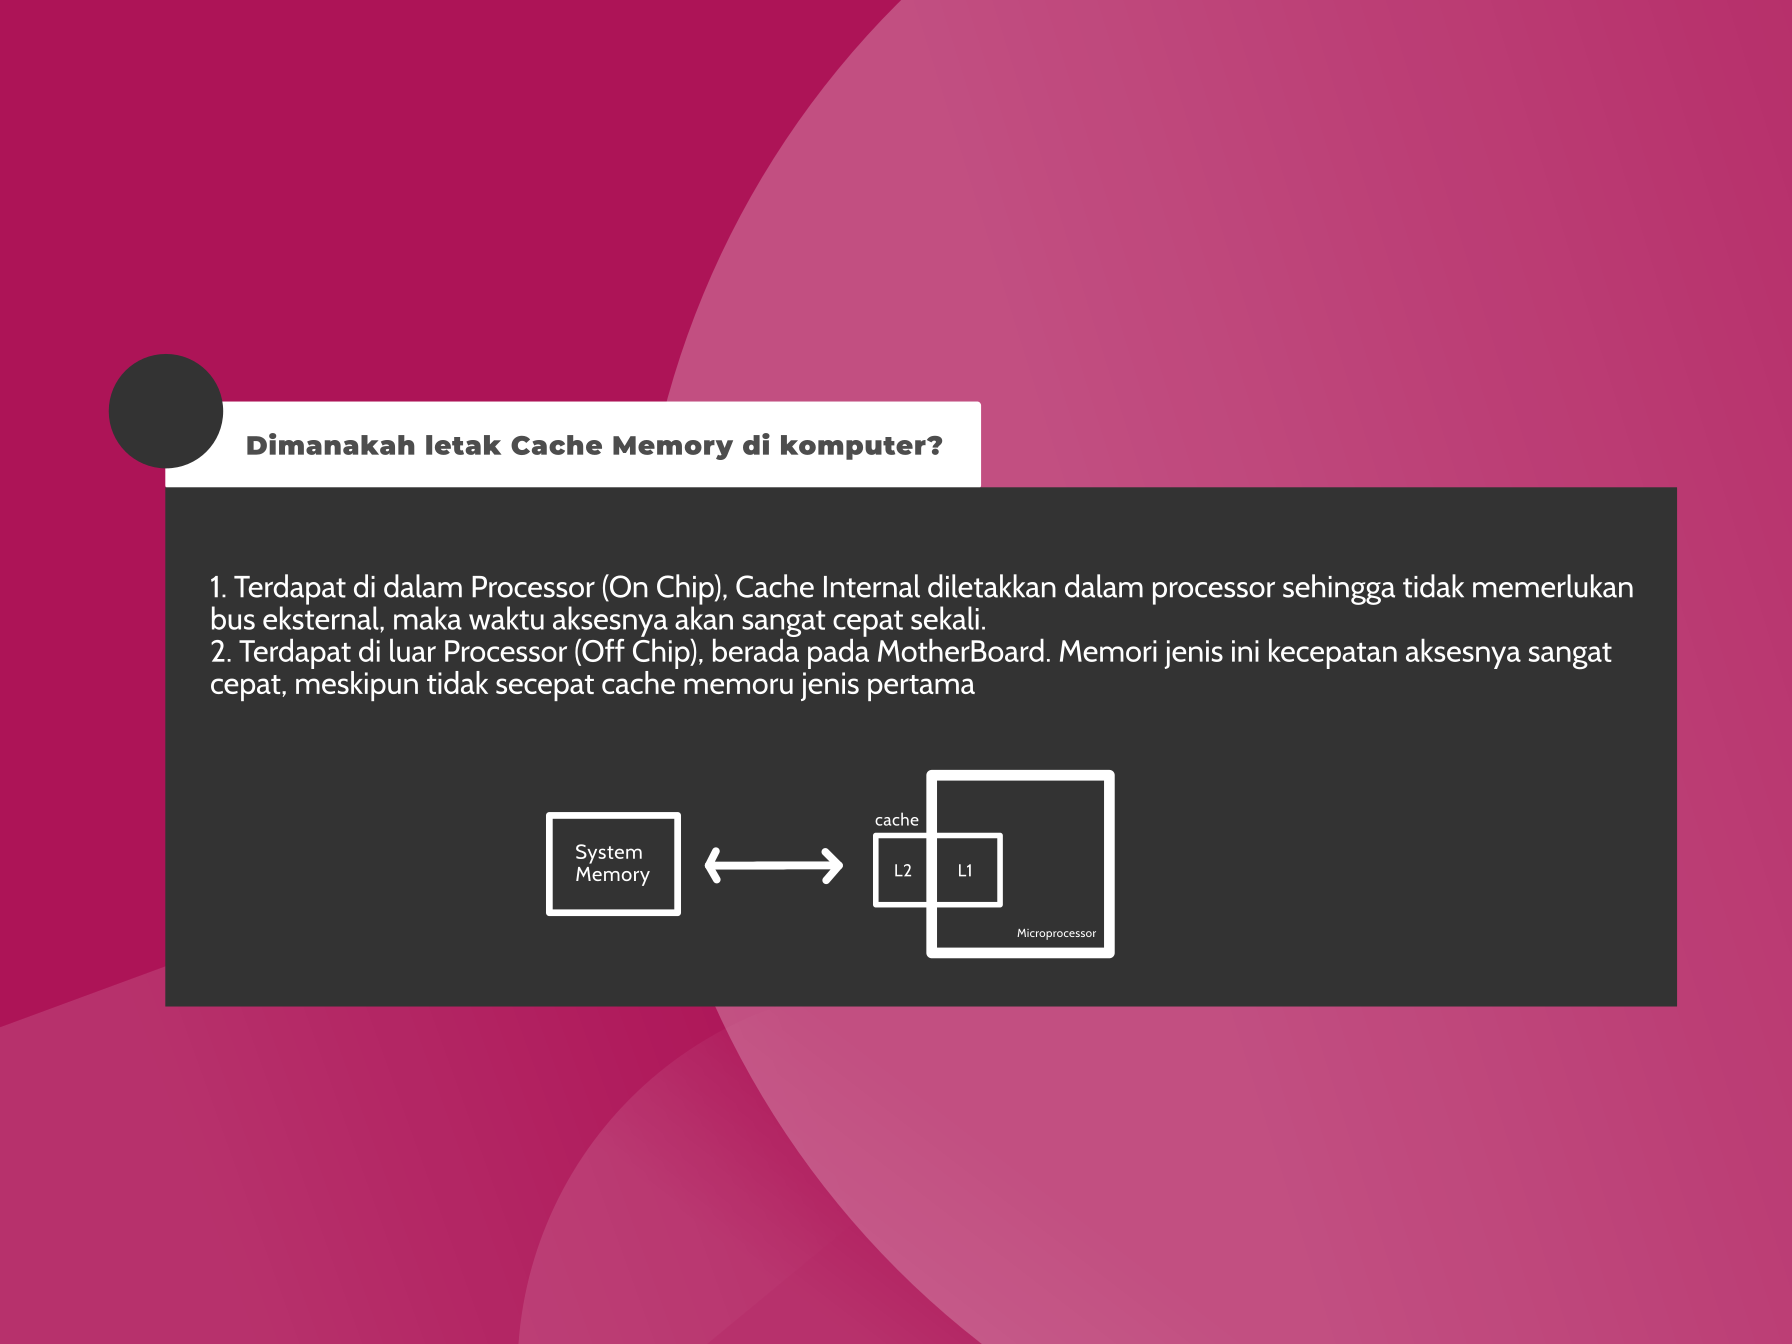 Dimanakah letak Cache Memory di komputer?
1. Terdapat di dalam Processor (On Chip), Cache Internal diletakkan dalam processor sehingga tidak memerlukan
bus eksternal, maka waktu aksesnya akan sangat cepat sekali.
2. Terdapat di luar Processor (Off Chip), berada pada MotherBoard. Memori jenis ini kecepatan aksesnya sangat
cepat, meskipun tidak secepat cache memoru jenis pertama
System
Memory
cache
L2
L1
Microprocessor